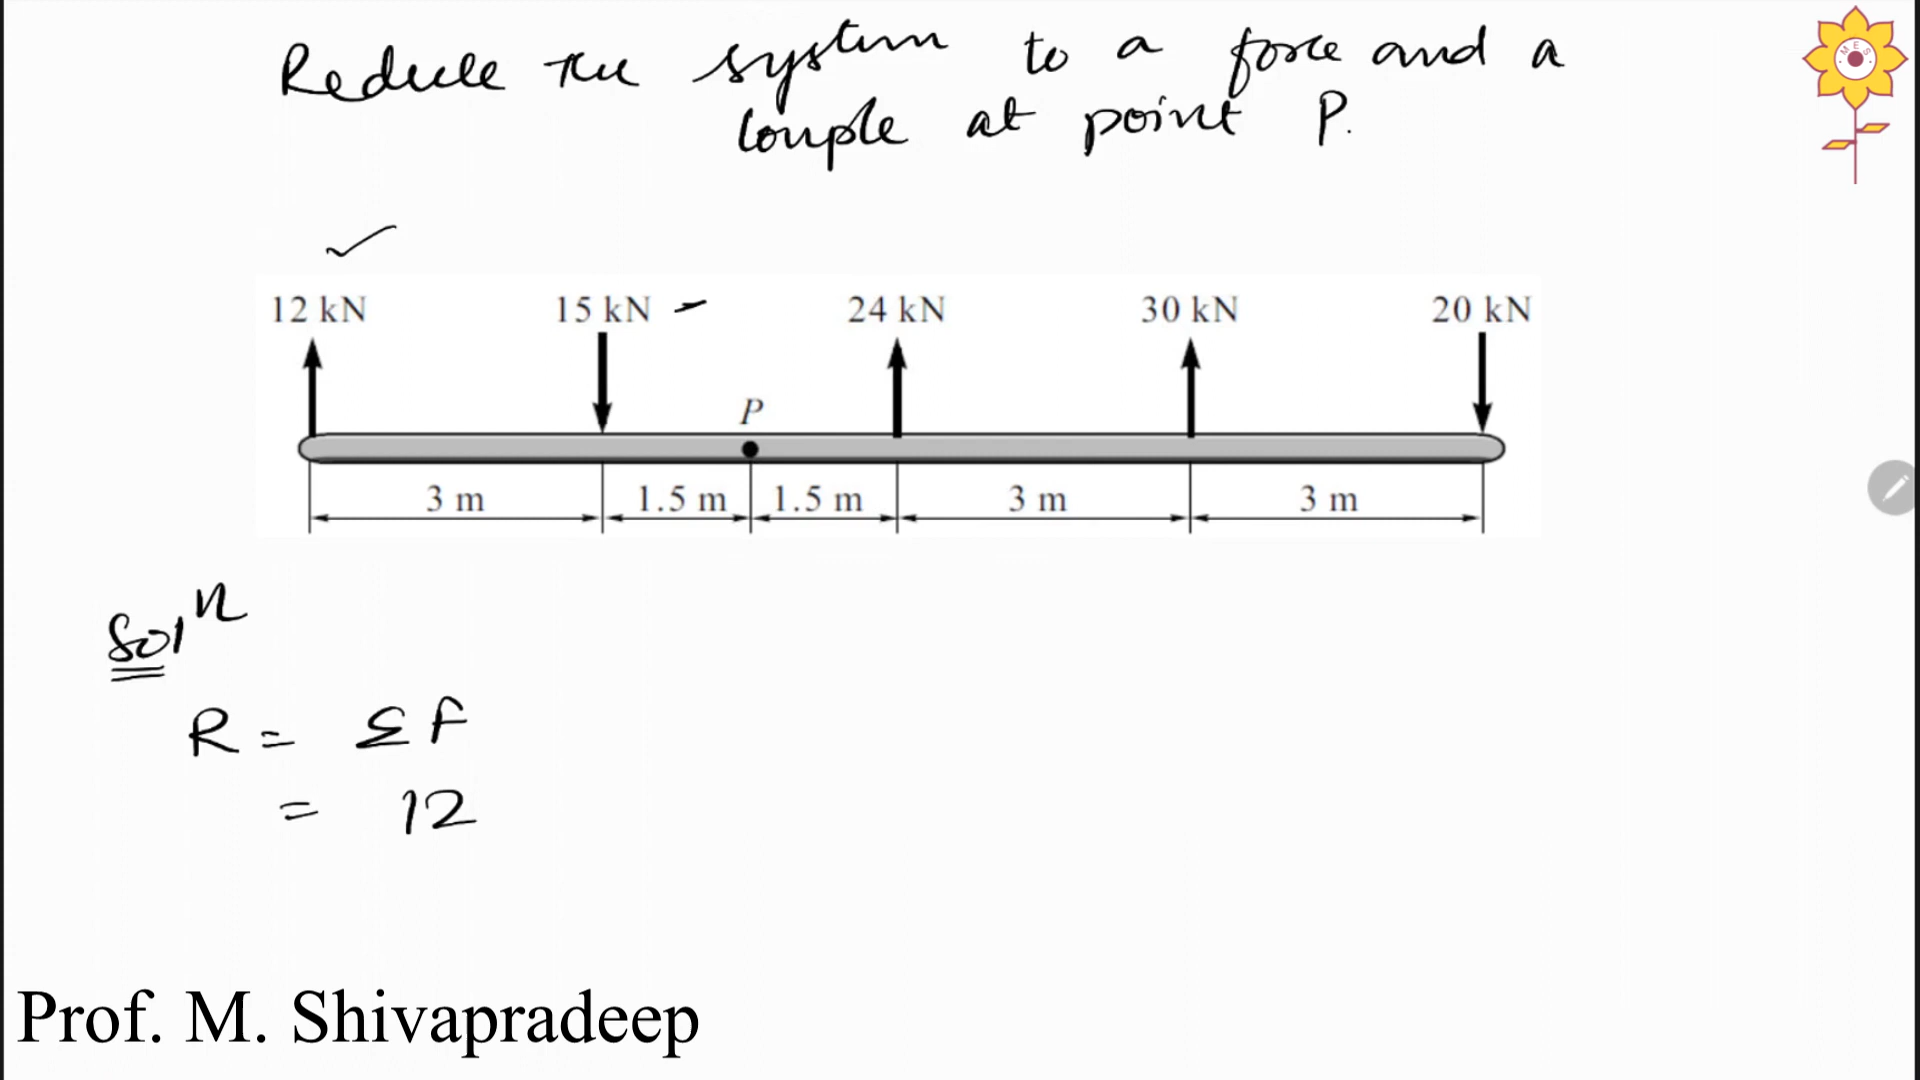 Reduce the system to a force and a
couple at point P.
12 kN 15 kN - 24 kN 30 kN 20 kN
P
3 m 1.5 m 1.5 m 3 m 3 m
Solⁿ
R = ΣF
= 12
Prof. M. Shivapradeep
MES